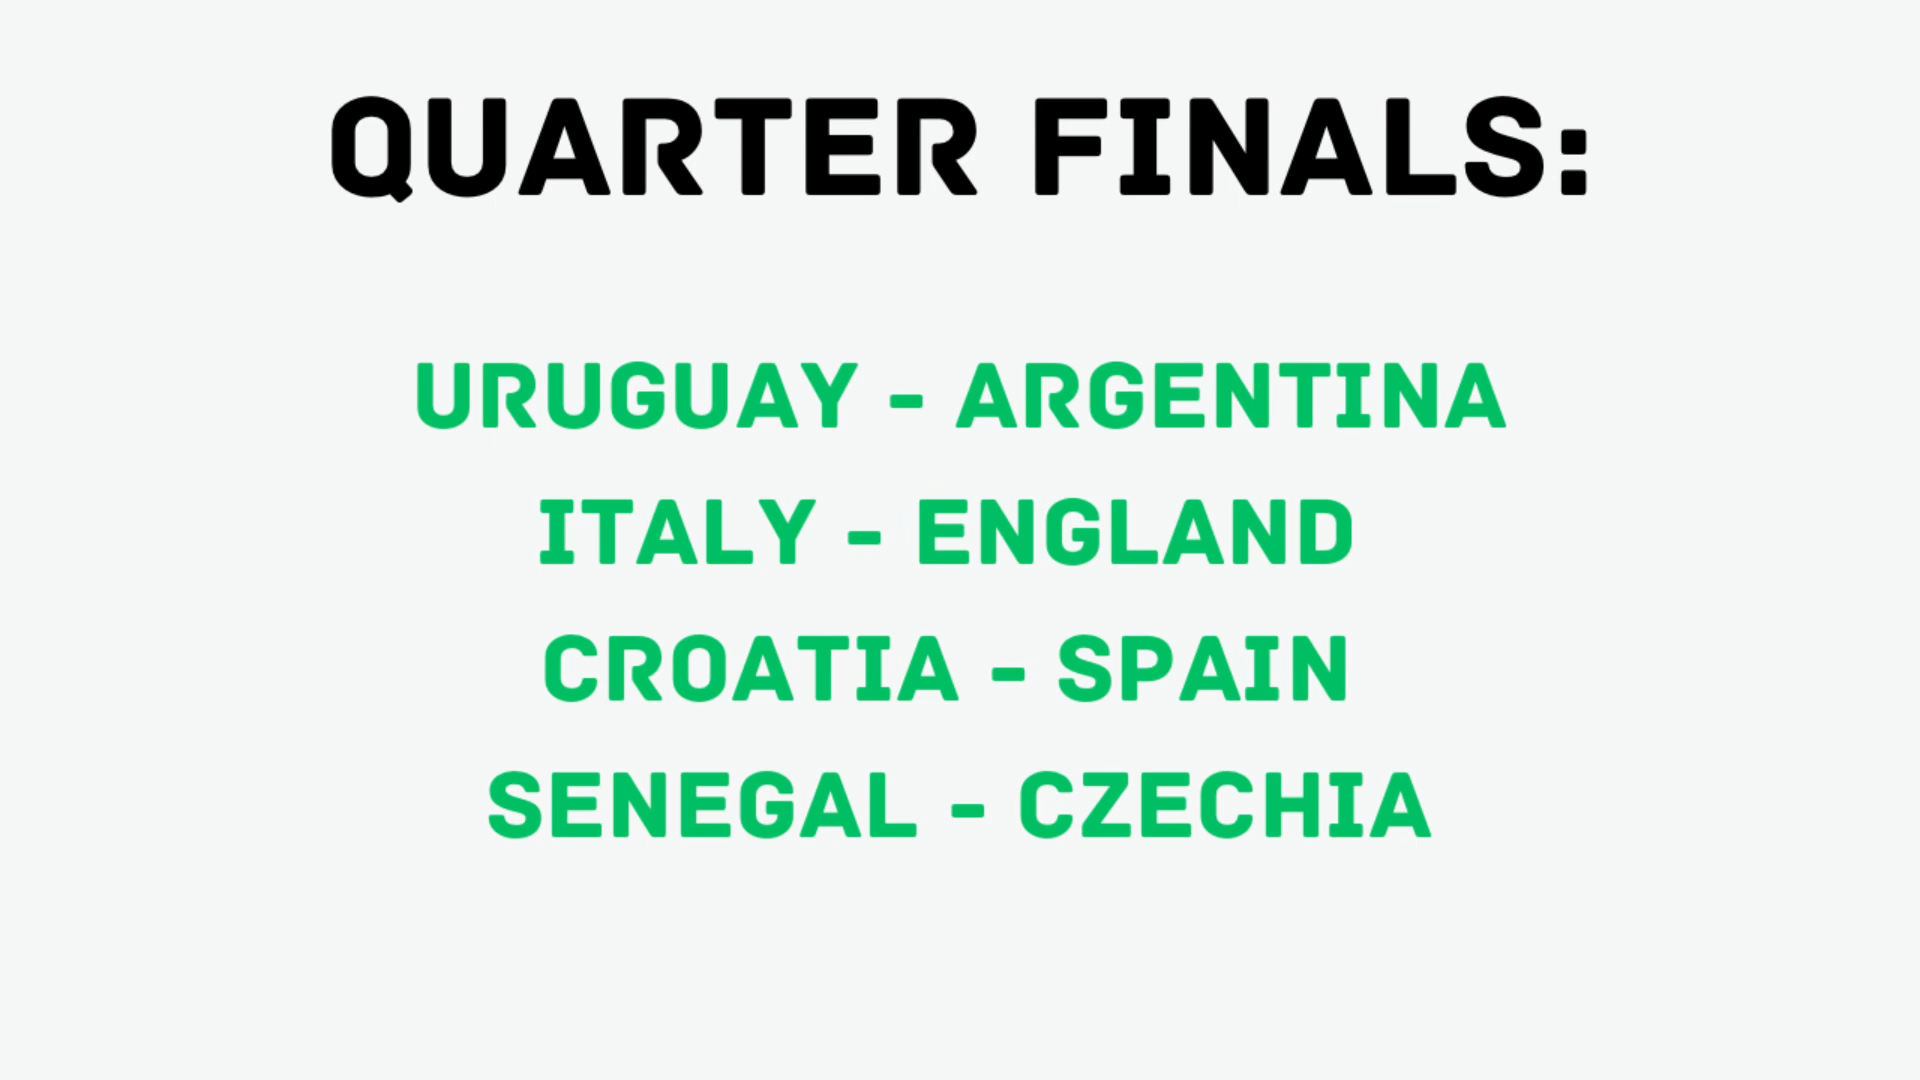 QUARTER FINALS:
URUGUAY - ARGENTINA
ITALY - ENGLAND
CROATIA - SPAIN
SENEGAL - CZECHIA